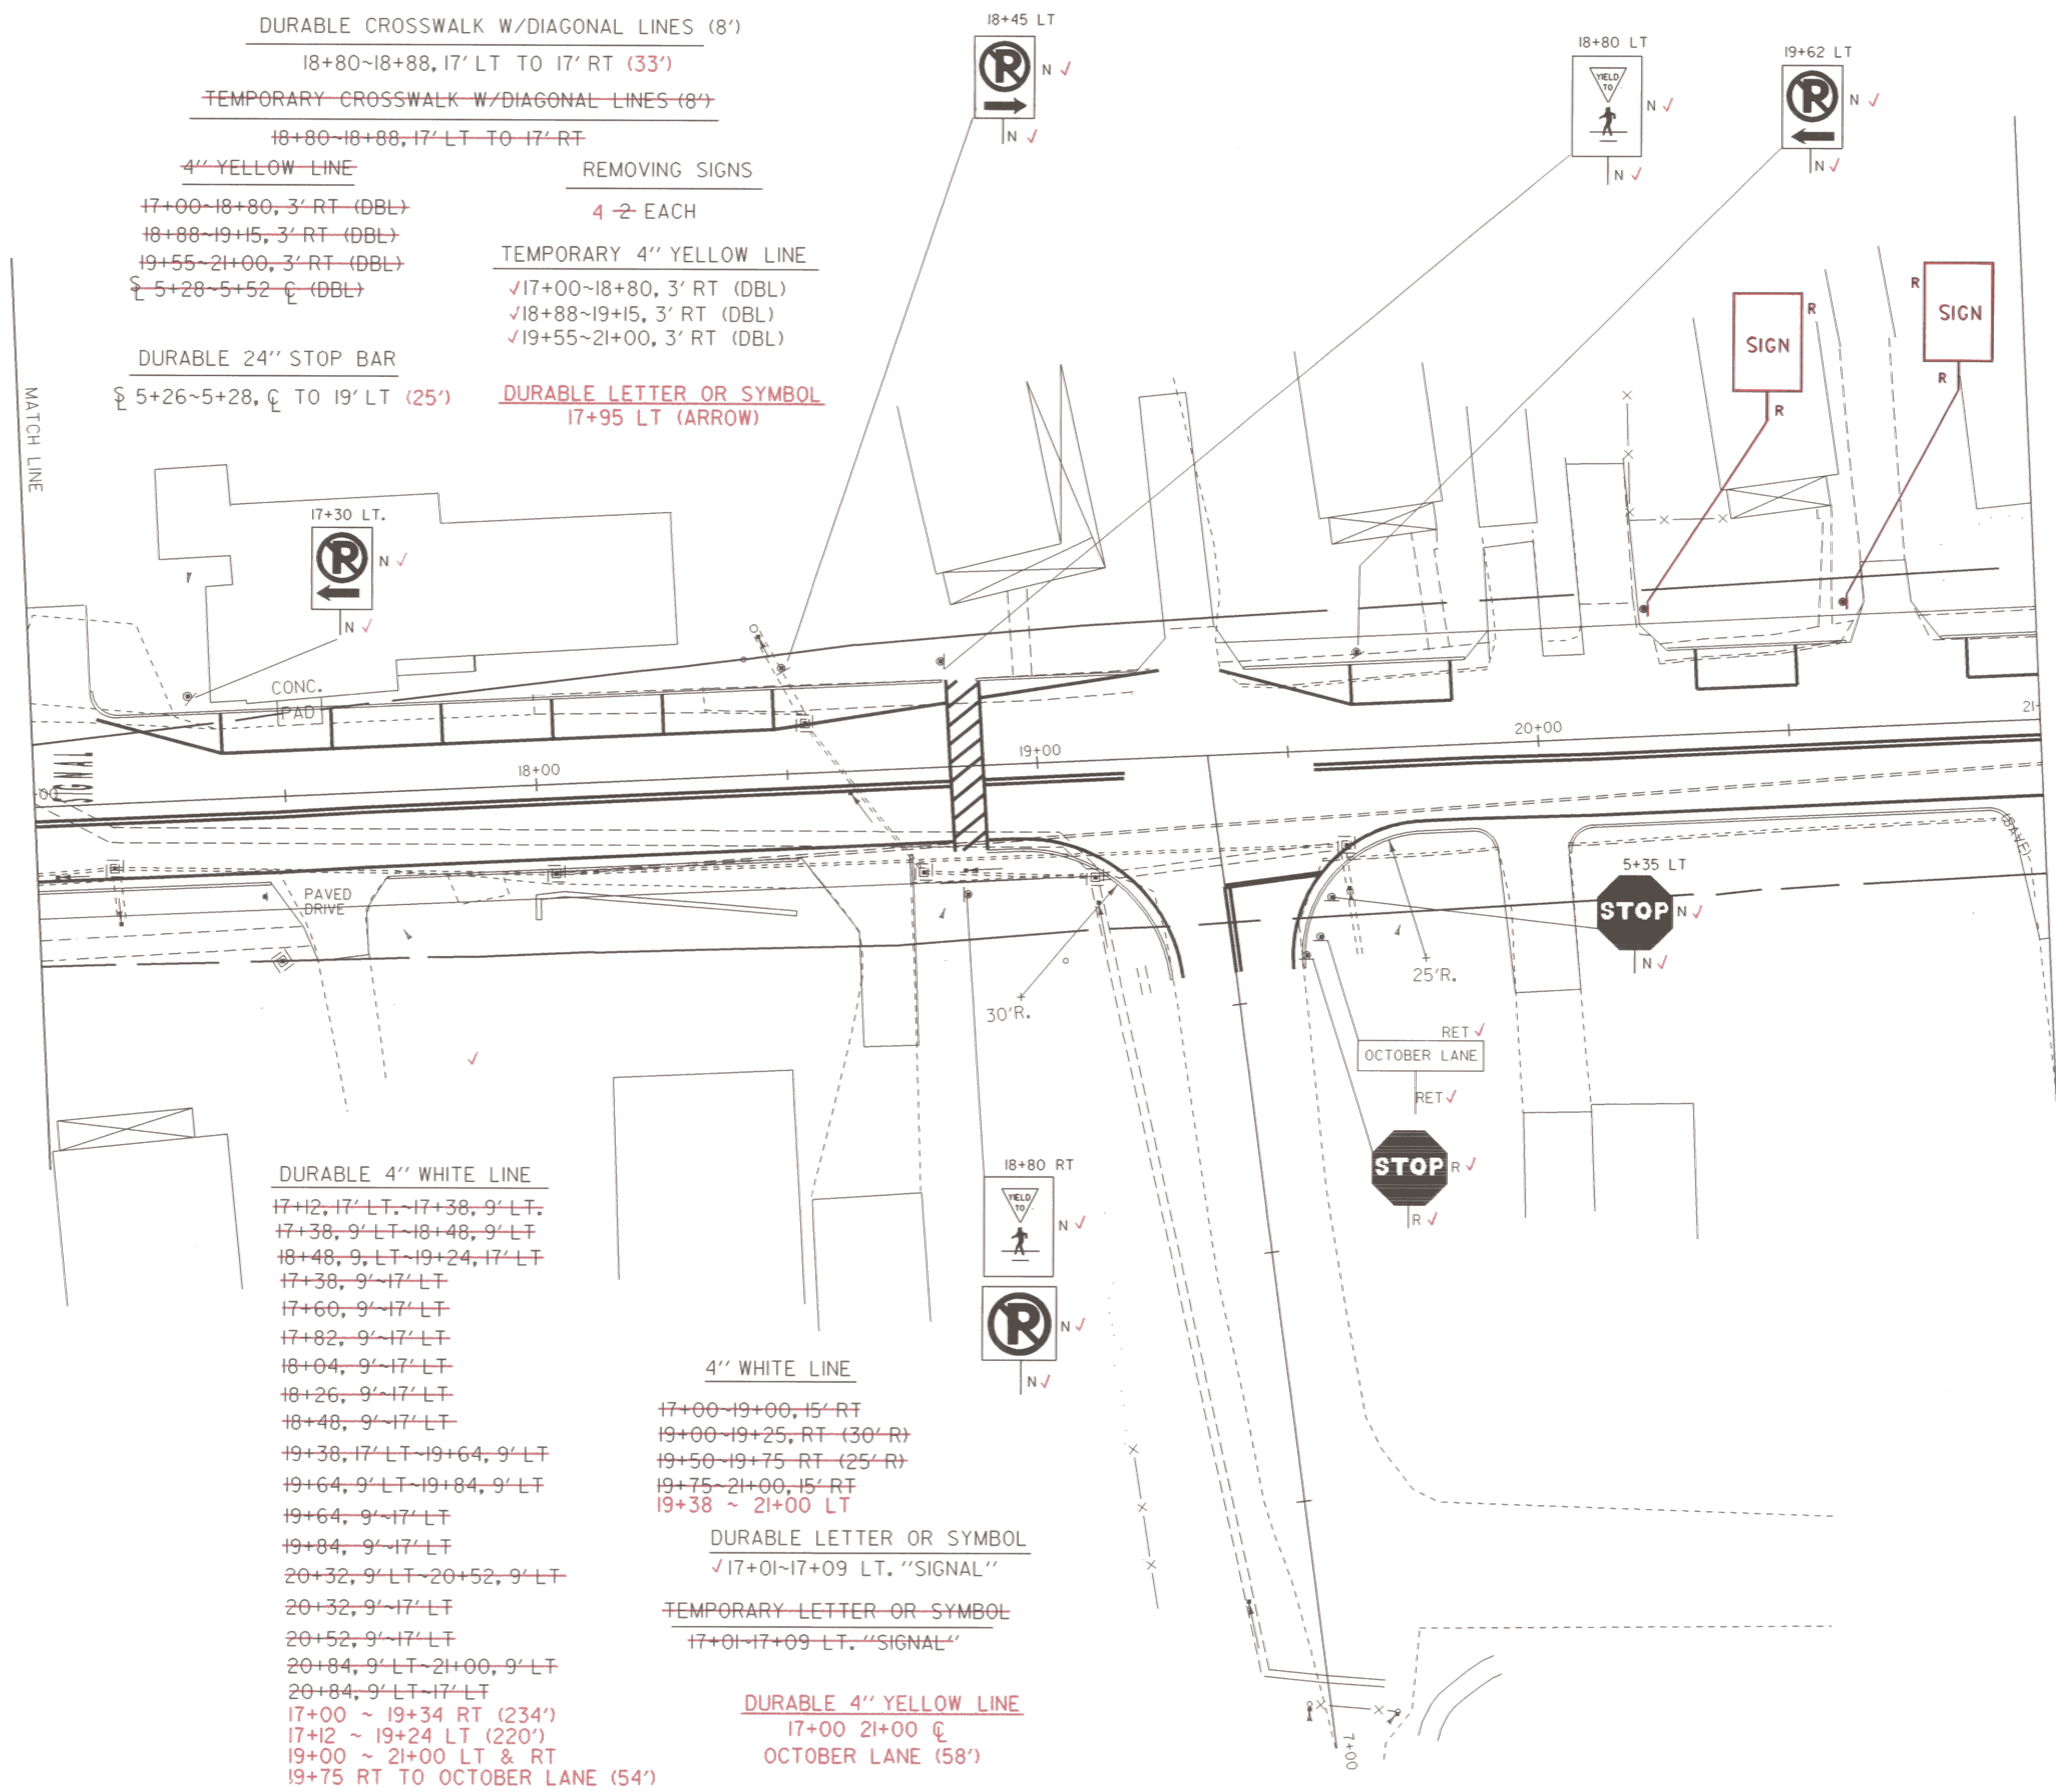 DURABLE CROSSWALK W/DIAGONAL LINES (8')
18+80~18+88, 17' LT TO 17' RT (33')
TEMPORARY CROSSWALK W/DIAGONAL LINES (8')
18+80~18+88, 17' LT TO 17' RT
4" YELLOW LINE
17+00~18+80, 3' RT (DBL)
18+88~19+15, 3' RT (DBL)
19+55~21+00, 3' RT (DBL)
SL 5+28~5+52 CL (DBL)
REMOVING SIGNS
4 2 EACH
TEMPORARY 4" YELLOW LINE
✓17+00~18+80, 3' RT (DBL)
✓18+88~19+15, 3' RT (DBL)
✓19+55~21+00, 3' RT (DBL)
DURABLE 24" STOP BAR
SL 5+26~5+28, CL TO 19' LT (25')
DURABLE LETTER OR SYMBOL
17+95 LT (ARROW)
18+45 LT
P
N ✓
N ✓
18+80 LT
YIELD
TO
N ✓
N ✓
19+62 LT
P
N ✓
N ✓
R
SIGN
R
R
SIGN
R
MATCH LINE
17+30 LT.
P
N ✓
N ✓
CONC.
PAD
SIGNAL
00
18+00
19+00
20+00
21-
PAVED
DRIVE
30'R.
25'R.
(PAVE)
5+35 LT
STOP
N ✓
N ✓
RET ✓
OCTOBER LANE
RET ✓
STOP
R ✓
R ✓
✓
18+80 RT
YIELD
TO
N ✓
P
N ✓
N ✓
DURABLE 4" WHITE LINE
17+12, 17' LT.~17+38, 9' LT.
17+38, 9' LT~18+48, 9' LT
18+48, 9, LT~19+24, 17' LT
17+38, 9'~17' LT
17+60, 9'~17' LT
17+82, 9'~17' LT
18+04, 9'~17' LT
18+26, 9'~17' LT
18+48, 9'~17' LT
19+38, 17' LT~19+64, 9' LT
19+64, 9' LT~19+84, 9' LT
19+64, 9'~17' LT
19+84, 9'~17' LT
20+32, 9' LT~20+52, 9' LT
20+32, 9'~17' LT
20+52, 9'~17' LT
20+84, 9' LT~21+00, 9' LT
20+84, 9' LT~17' LT
17+00 ~ 19+34 RT (234')
17+12 ~ 19+24 LT (220')
19+00 ~ 21+00 LT & RT
19+75 RT TO OCTOBER LANE (54')
4" WHITE LINE
17+00~19+00, 15' RT
19+00~19+25, RT (30' R)
19+50~19+75 RT (25' R)
19+75~21+00, 15' RT
19+38 ~ 21+00 LT
DURABLE LETTER OR SYMBOL
✓17+01~17+09 LT. "SIGNAL"
TEMPORARY LETTER OR SYMBOL
17+01~17+09 LT. "SIGNAL"
DURABLE 4" YELLOW LINE
17+00 21+00 CL
OCTOBER LANE (58')
7+00